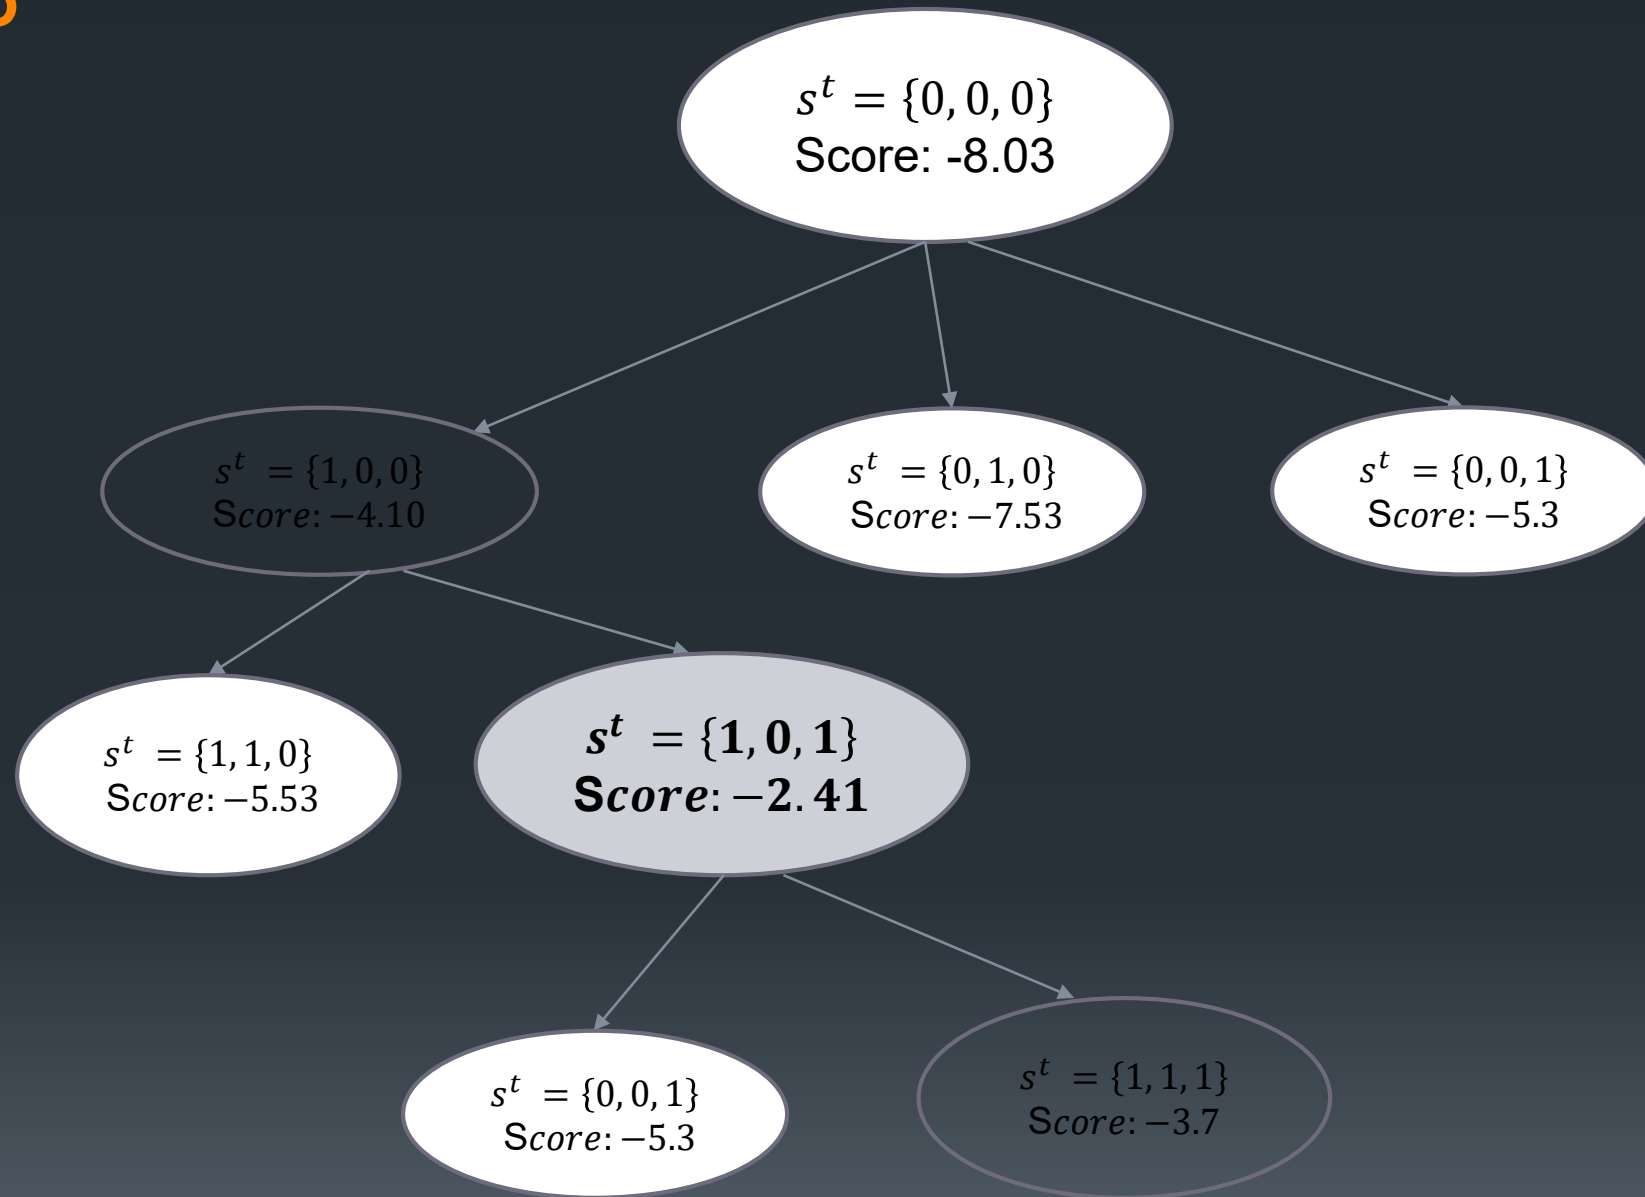 s^t = {0, 0, 0}
Score: -8.03
s^t = {1, 0, 0}
Score: −4.10
s^t = {0, 1, 0}
Score: −7.53
s^t = {0, 0, 1}
Score: −5.3
s^t = {1, 1, 0}
Score: −5.53
s^t = {1, 0, 1}
Score: −2.41
s^t = {0, 0, 1}
Score: −5.3
s^t = {1, 1, 1}
Score: −3.7